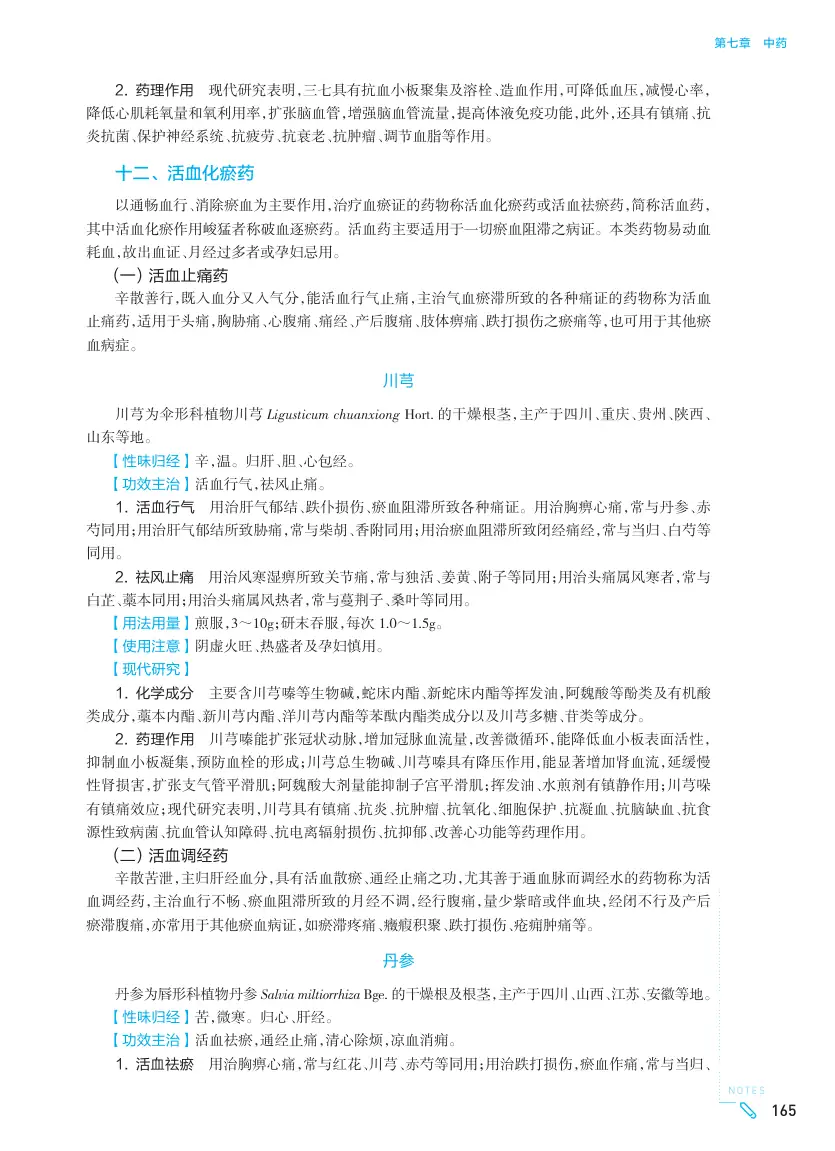 第七章 中药
2. 药理作用 现代研究表明,三七具有抗血小板聚集及溶栓、造血作用,可降低血压,减慢心率,
降低心肌耗氧量和氧利用率,扩张脑血管,增强脑血管流量,提高体液免疫功能,此外,还具有镇痛、抗
炎抗菌、保护神经系统、抗疲劳、抗衰老、抗肿瘤、调节血脂等作用。
十二、活血化瘀药
以通畅血行、消除瘀血为主要作用,治疗血瘀证的药物称活血化瘀药或活血祛瘀药,简称活血药,
其中活血化瘀作用峻猛者称破血逐瘀药。活血药主要适用于一切瘀血阻滞之病证。本类药物易动血
耗血,故出血证、月经过多者或孕妇忌用。
(一)活血止痛药
辛散善行,既入血分又入气分,能活血行气止痛,主治气血瘀滞所致的各种痛证的药物称为活血
止痛药,适用于头痛,胸胁痛、心腹痛、痛经、产后腹痛、肢体痹痛、跌打损伤之瘀痛等,也可用于其他瘀
血病症。
川芎
川芎为伞形科植物川芎 Ligusticum chuanxiong Hort. 的干燥根茎,主产于四川、重庆、贵州、陕西、
山东等地。
【性味归经】辛,温。归肝、胆、心包经。
【功效主治】活血行气,祛风止痛。
1. 活血行气 用治肝气郁结、跌仆损伤、瘀血阻滞所致各种痛证。用治胸痹心痛,常与丹参、赤
芍同用;用治肝气郁结所致胁痛,常与柴胡、香附同用;用治瘀血阻滞所致闭经痛经,常与当归、白芍等
同用。
2. 祛风止痛 用治风寒湿痹所致关节痛,常与独活、姜黄、附子等同用;用治头痛属风寒者,常与
白芷、藁本同用;用治头痛属风热者,常与蔓荆子、桑叶等同用。
【用法用量】煎服,3～10g;研末吞服,每次 1.0～1.5g。
【使用注意】阴虚火旺、热盛者及孕妇慎用。
【现代研究】
1. 化学成分 主要含川芎嗪等生物碱,蛇床内酯、新蛇床内酯等挥发油,阿魏酸等酚类及有机酸
类成分,藁本内酯、新川芎内酯、洋川芎内酯等苯酞内酯类成分以及川芎多糖、苷类等成分。
2. 药理作用 川芎嗪能扩张冠状动脉,增加冠脉血流量,改善微循环,能降低血小板表面活性,
抑制血小板凝集,预防血栓的形成;川芎总生物碱、川芎嗪具有降压作用,能显著增加肾血流,延缓慢
性肾损害,扩张支气管平滑肌;阿魏酸大剂量能抑制子宫平滑肌;挥发油、水煎剂有镇静作用;川芎哚
有镇痛效应;现代研究表明,川芎具有镇痛、抗炎、抗肿瘤、抗氧化、细胞保护、抗凝血、抗脑缺血、抗食
源性致病菌、抗血管认知障碍、抗电离辐射损伤、抗抑郁、改善心功能等药理作用。
(二)活血调经药
辛散苦泄,主归肝经血分,具有活血散瘀、通经止痛之功,尤其善于通血脉而调经水的药物称为活
血调经药,主治血行不畅、瘀血阻滞所致的月经不调,经行腹痛,量少紫暗或伴血块,经闭不行及产后
瘀滞腹痛,亦常用于其他瘀血病证,如瘀滞疼痛、癥瘕积聚、跌打损伤、疮痈肿痛等。
丹参
丹参为唇形科植物丹参 Salvia miltiorrhiza Bge. 的干燥根及根茎,主产于四川、山西、江苏、安徽等地。
【性味归经】苦,微寒。归心、肝经。
【功效主治】活血祛瘀,通经止痛,清心除烦,凉血消痈。
1. 活血祛瘀 用治胸痹心痛,常与红花、川芎、赤芍等同用;用治跌打损伤,瘀血作痛,常与当归、
NOTES
165